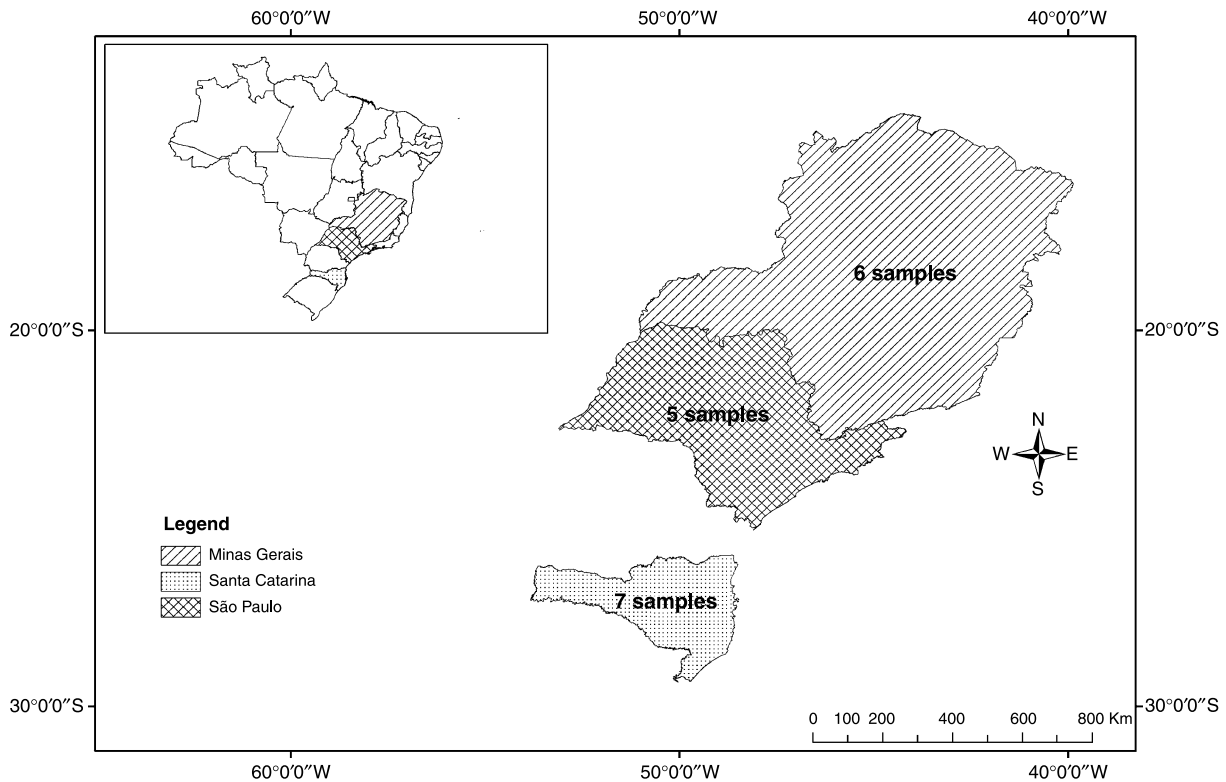 60°0'0"W 50°0'0"W 40°0'0"W
6 samples
20°0'0"S 20°0'0"S
5 samples
N
W E
S
Legend
Minas Gerais
Santa Catarina
São Paulo
7 samples
30°0'0"S 30°0'0"S
0 100 200 400 600 800 Km
60°0'0"W 50°0'0"W 40°0'0"W